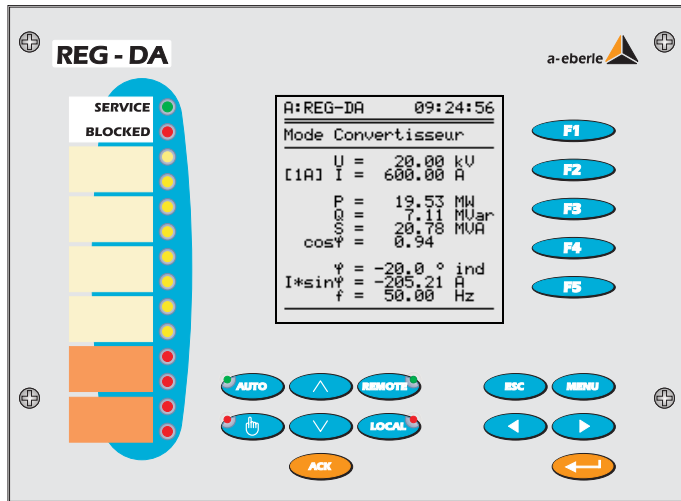 REG - DA
a-eberle
SERVICE
BLOCKED
A:REG-DA 09:24:56
Mode Convertisseur
U = 20.00 kV
[1A] I = 600.00 A
P = 19.53 MW
Q = 7.11 MVar
S = 20.78 MVA
cosφ = 0.94
φ = -20.0 ° ind
I*sinφ = -205.21 A
f = 50.00 Hz
F1
F2
F3
F4
F5
AUTO
REMOTE
ESC
MENU
LOCAL
ACK